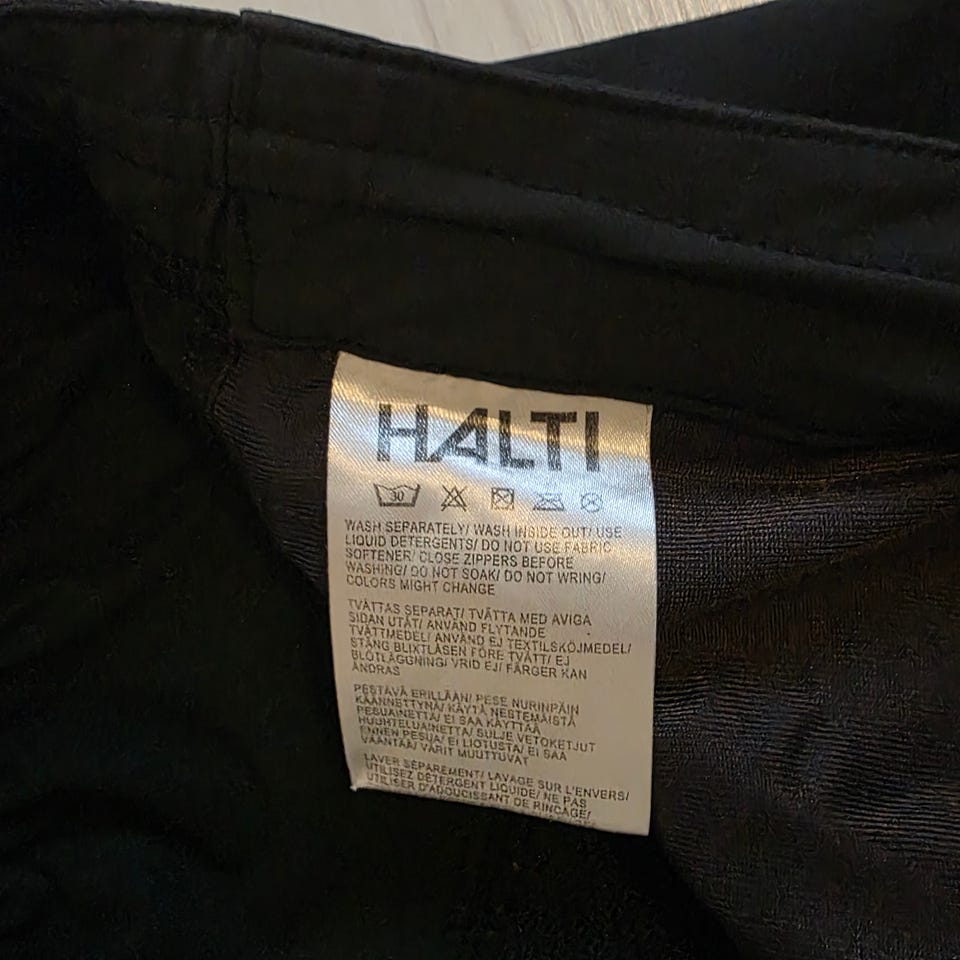 HALTI
30
WASH SEPARATELY/ WASH INSIDE OUT/ USE
LIQUID DETERGENTS/ DO NOT USE FABRIC
SOFTENER/ CLOSE ZIPPERS BEFORE
WASHING/ DO NOT SOAK/ DO NOT WRING/
COLORS MIGHT CHANGE
TVÄTTAS SEPARAT/ TVÄTTA MED AVIGA
SIDAN UTÅT/ ANVÄND FLYTANDE
TVÄTTMEDEL/ ANVÄND EJ TEXTILSKÖJMEDEL/
STÄNG BLIXTLÅSEN FÖRE TVÄTT/ EJ
BLÖTLÄGGNING/ VRID EJ/ FÄRGER KAN
ÄNDRAS
PESTÄVÄ ERILLÄÄN/ PESE NURINPÄIN
KÄÄNNETTYNÄ/ KÄYTÄ NESTEMÄISTÄ
PESUAINETTA/ EI SAA KÄYTTÄÄ
HUUHTELUAINETTA/ SULJE VETOKETJUT
ENNEN PESUA/ EI LIOTUSTA/ EI SAA
VÄÄNTÄÄ/ VÄRIT MUUTTUVAT
LAVER SÉPARÉMENT/ LAVAGE SUR L'ENVERS/
UTILISEZ DÉTERGENT LIQUIDE/ NE PAS
UTILISER D'ADOUCISSANT DE RINÇAGE/